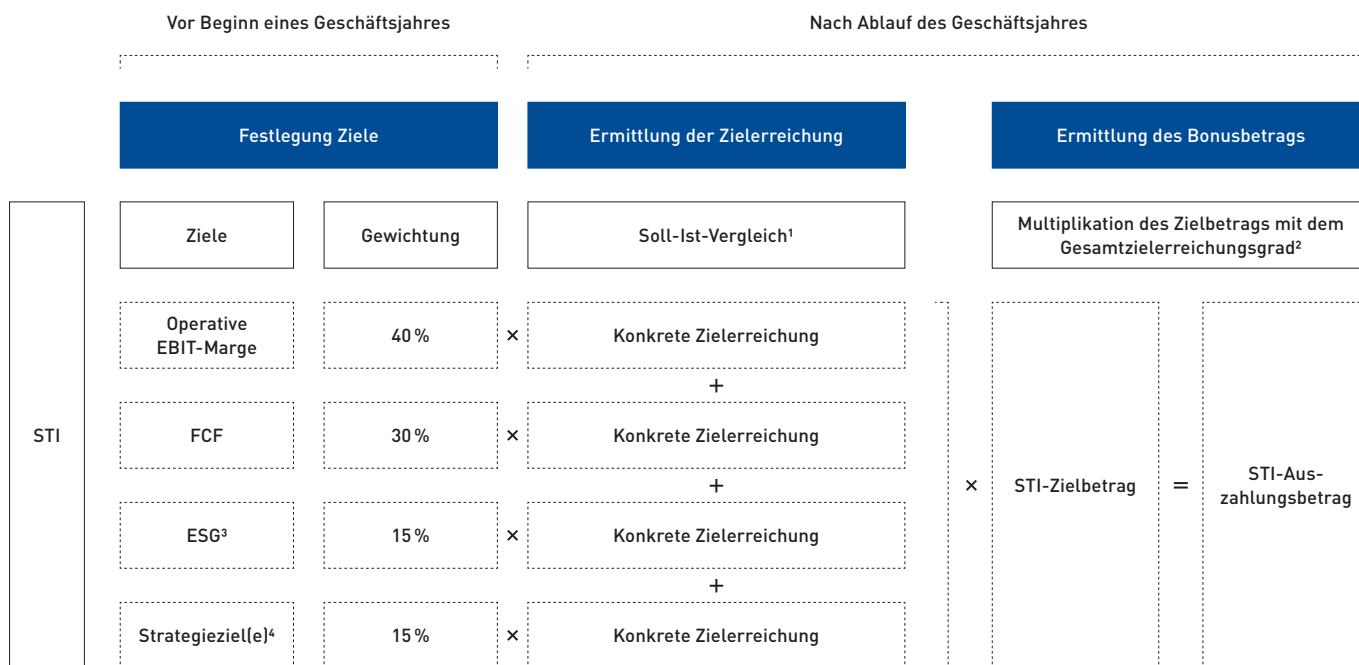 Vor Beginn eines Geschäftsjahres
Nach Ablauf des Geschäftsjahres
Festlegung Ziele
Ermittlung der Zielerreichung
Ermittlung des Bonusbetrags
Ziele
Gewichtung
Soll-Ist-Vergleich¹
Multiplikation des Zielbetrags mit dem
Gesamtzielerreichungsgrad²
STI
Operative
EBIT-Marge
40 %
×
Konkrete Zielerreichung
+
FCF
30 %
×
Konkrete Zielerreichung
+
ESG³
15 %
×
Konkrete Zielerreichung
+
Strategieziel(e)⁴
15 %
×
Konkrete Zielerreichung
×
STI-Zielbetrag
=
STI-Aus-
zahlungsbetrag